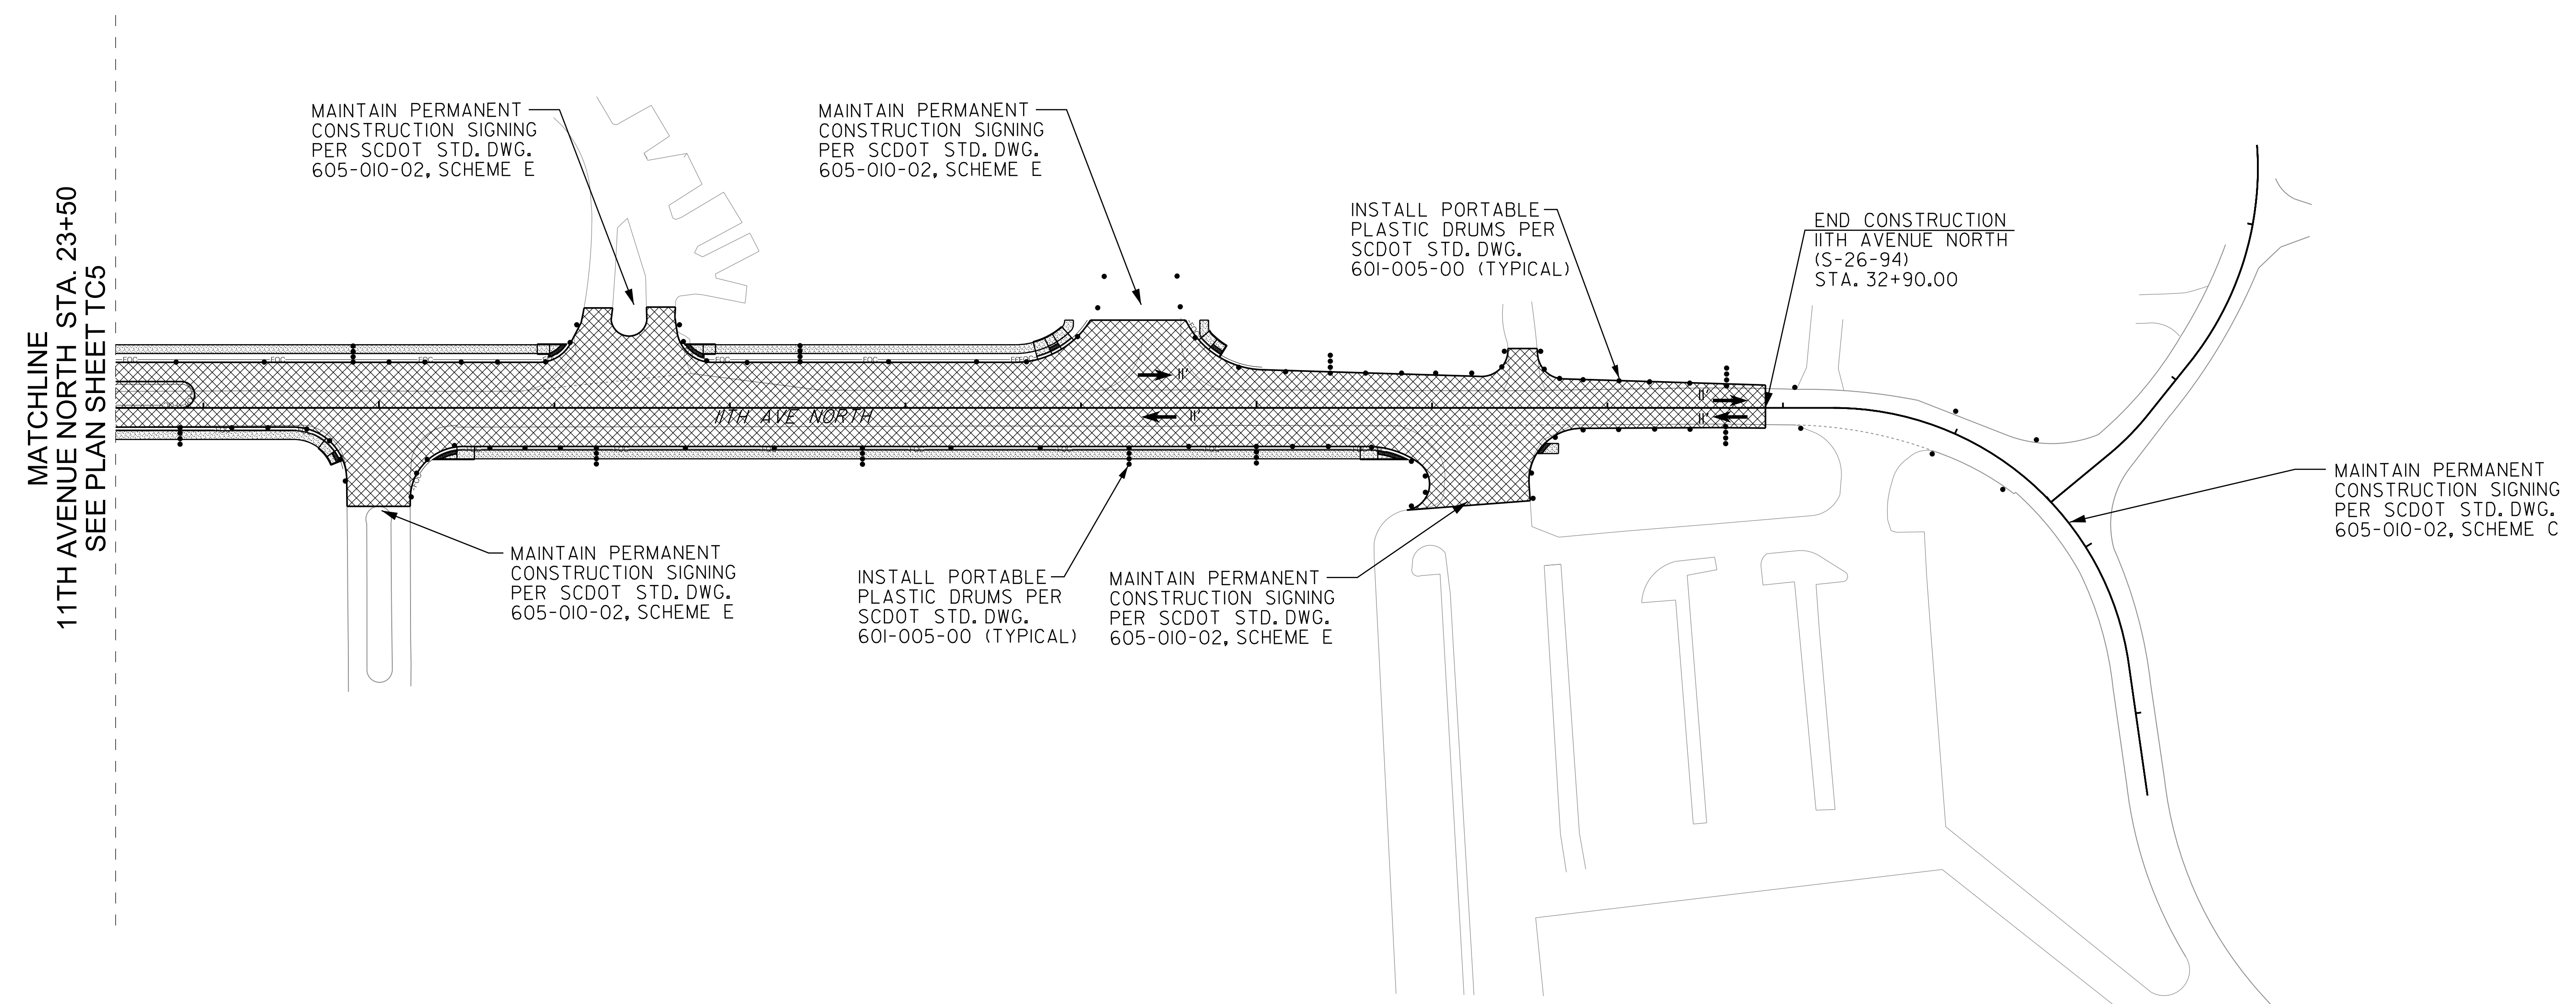 MATCHLINE
11TH AVENUE NORTH STA. 23+50
SEE PLAN SHEET TC5
MAINTAIN PERMANENT
CONSTRUCTION SIGNING
PER SCDOT STD. DWG.
605-010-02, SCHEME E
MAINTAIN PERMANENT
CONSTRUCTION SIGNING
PER SCDOT STD. DWG.
605-010-02, SCHEME E
INSTALL PORTABLE
PLASTIC DRUMS PER
SCDOT STD. DWG.
601-005-00 (TYPICAL)
END CONSTRUCTION
11TH AVENUE NORTH
(S-26-94)
STA. 32+90.00
11'
11'
11'
11'
11TH AVE NORTH
MAINTAIN PERMANENT
CONSTRUCTION SIGNING
PER SCDOT STD. DWG.
605-010-02, SCHEME E
INSTALL PORTABLE
PLASTIC DRUMS PER
SCDOT STD. DWG.
601-005-00 (TYPICAL)
MAINTAIN PERMANENT
CONSTRUCTION SIGNING
PER SCDOT STD. DWG.
605-010-02, SCHEME E
MAINTAIN PERMANENT
CONSTRUCTION SIGNING
PER SCDOT STD. DWG.
605-010-02, SCHEME C